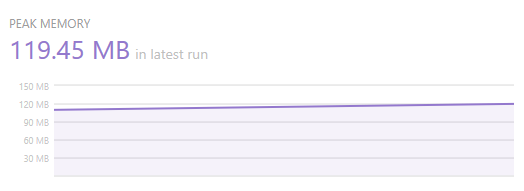 PEAK MEMORY
119.45 MB in latest run
150 MB
120 MB
90 MB
60 MB
30 MB